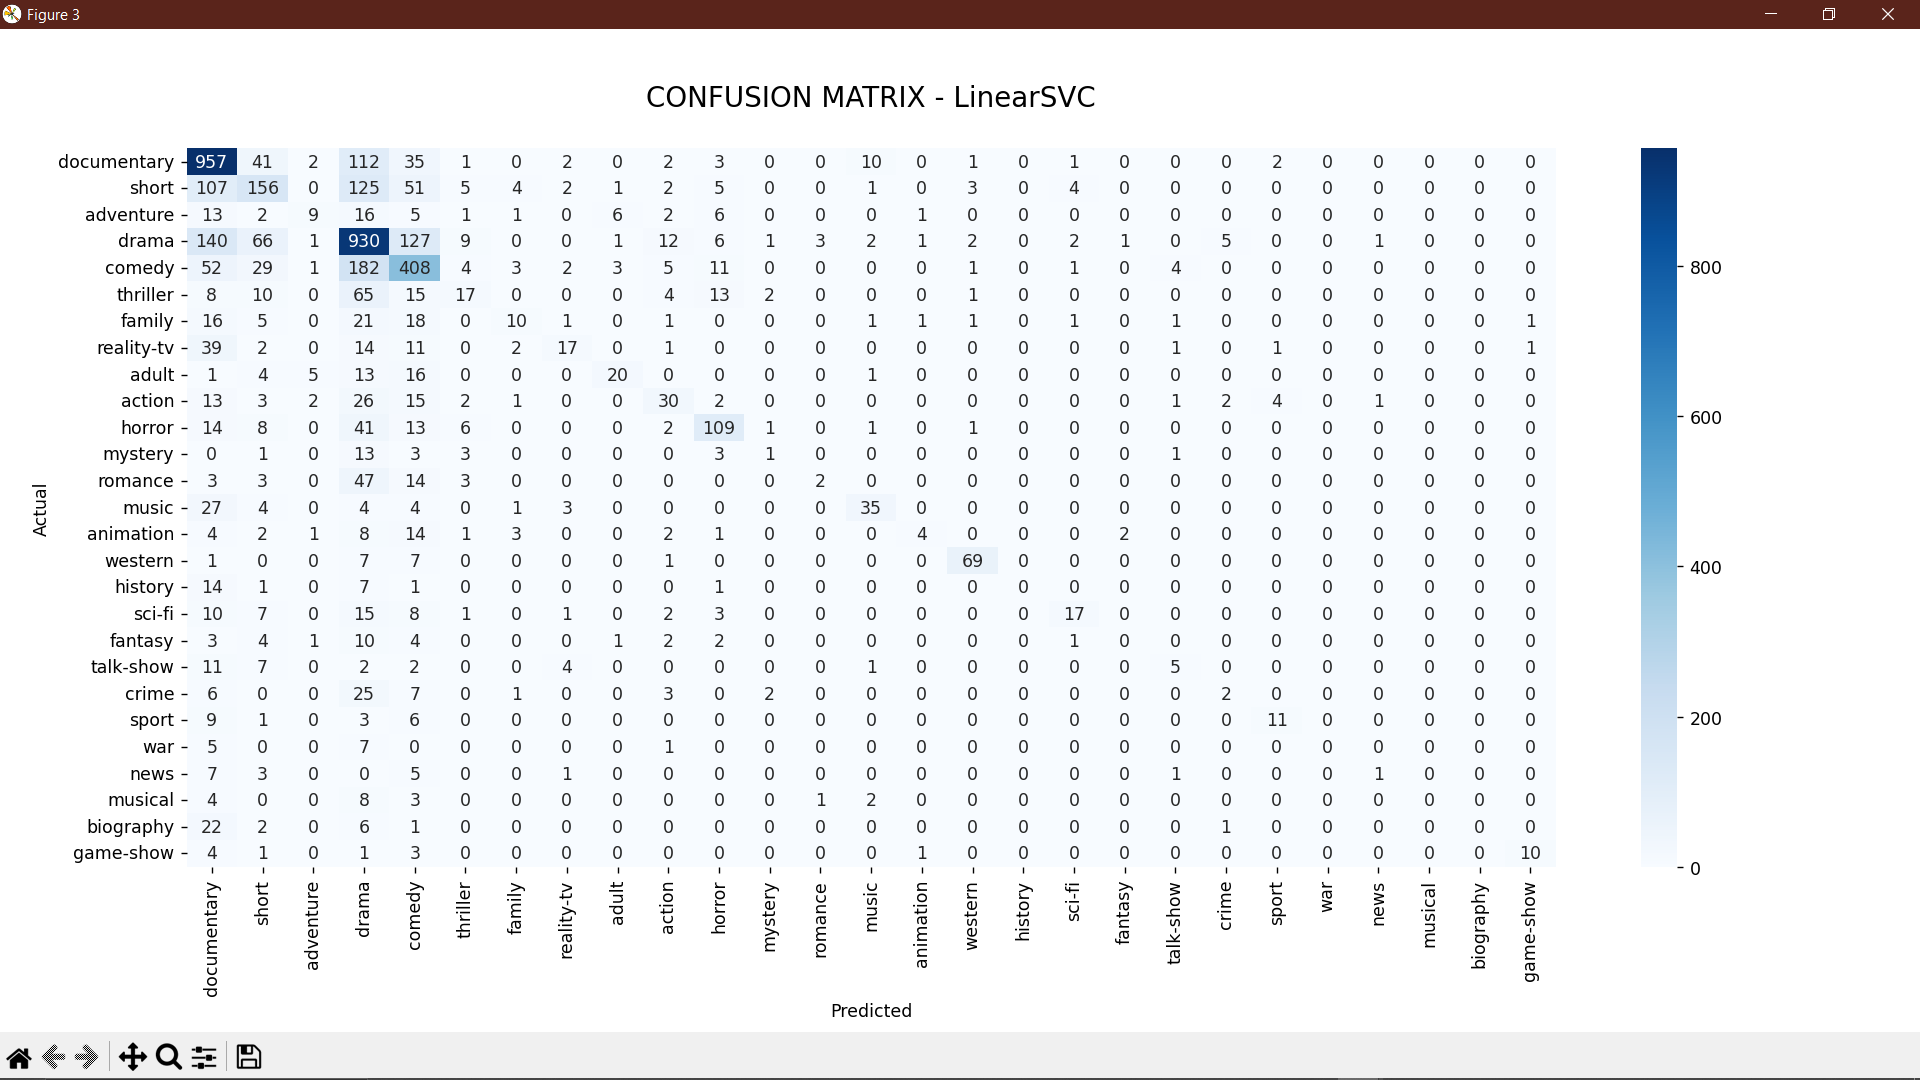 Figure 3
CONFUSION MATRIX - LinearSVC
documentary 957 41 2 112 35 1 0 2 0 2 3 0 0 10 0 1 0 1 0 0 0 2 0 0 0 0 0
short 107 156 0 125 51 5 4 2 1 2 5 0 0 1 0 3 0 4 0 0 0 0 0 0 0 0 0
adventure 13 2 9 16 5 1 1 0 6 2 6 0 0 0 1 0 0 0 0 0 0 0 0 0 0 0 0
drama 140 66 1 930 127 9 0 0 1 12 6 1 3 2 1 2 0 2 1 0 5 0 0 1 0 0 0
comedy 52 29 1 182 408 4 3 2 3 5 11 0 0 0 0 1 0 1 0 4 0 0 0 0 0 0 0
thriller 8 10 0 65 15 17 0 0 0 4 13 2 0 0 0 1 0 0 0 0 0 0 0 0 0 0 0
family 16 5 0 21 18 0 10 1 0 1 0 0 0 1 1 1 0 1 0 1 0 0 0 0 0 0 1
reality-tv 39 2 0 14 11 0 2 17 0 1 0 0 0 0 0 0 0 0 0 1 0 1 0 0 0 0 1
adult 1 4 5 13 16 0 0 0 20 0 0 0 0 1 0 0 0 0 0 0 0 0 0 0 0 0 0
action 13 3 2 26 15 2 1 0 0 30 2 0 0 0 0 0 0 0 0 1 2 4 0 1 0 0 0
horror 14 8 0 41 13 6 0 0 0 2 109 1 0 1 0 1 0 0 0 0 0 0 0 0 0 0 0
mystery 0 1 0 13 3 3 0 0 0 0 3 1 0 0 0 0 0 0 0 1 0 0 0 0 0 0 0
romance 3 3 0 47 14 3 0 0 0 0 0 0 2 0 0 0 0 0 0 0 0 0 0 0 0 0 0
music 27 4 0 4 4 0 1 3 0 0 0 0 0 35 0 0 0 0 0 0 0 0 0 0 0 0 0
animation 4 2 1 8 14 1 3 0 0 2 1 0 0 0 4 0 0 0 2 0 0 0 0 0 0 0 0
western 1 0 0 7 7 0 0 0 0 1 0 0 0 0 0 69 0 0 0 0 0 0 0 0 0 0 0
history 14 1 0 7 1 0 0 0 0 0 1 0 0 0 0 0 0 0 0 0 0 0 0 0 0 0 0
sci-fi 10 7 0 15 8 1 0 1 0 2 3 0 0 0 0 0 0 17 0 0 0 0 0 0 0 0 0
fantasy 3 4 1 10 4 0 0 0 1 2 2 0 0 0 0 0 0 1 0 0 0 0 0 0 0 0 0
talk-show 11 7 0 2 2 0 0 4 0 0 0 0 0 1 0 0 0 0 0 5 0 0 0 0 0 0 0
crime 6 0 0 25 7 0 1 0 0 3 0 2 0 0 0 0 0 0 0 0 2 0 0 0 0 0 0
sport 9 1 0 3 6 0 0 0 0 0 0 0 0 0 0 0 0 0 0 0 0 11 0 0 0 0 0
war 5 0 0 7 0 0 0 0 0 1 0 0 0 0 0 0 0 0 0 0 0 0 0 0 0 0 0
news 7 3 0 0 5 0 0 1 0 0 0 0 0 0 0 0 0 0 0 1 0 0 0 1 0 0 0
musical 4 0 0 8 3 0 0 0 0 0 0 0 1 2 0 0 0 0 0 0 0 0 0 0 0 0 0
biography 22 2 0 6 1 0 0 0 0 0 0 0 0 0 0 0 0 0 0 0 1 0 0 0 0 0 0
game-show 4 1 0 1 3 0 0 0 0 0 0 0 0 0 1 0 0 0 0 0 0 0 0 0 0 0 10
Actual
documentary short adventure drama comedy thriller family reality-tv adult action horror mystery romance music animation western history sci-fi fantasy talk-show crime sport war news musical biography game-show
Predicted
800
600
400
200
0